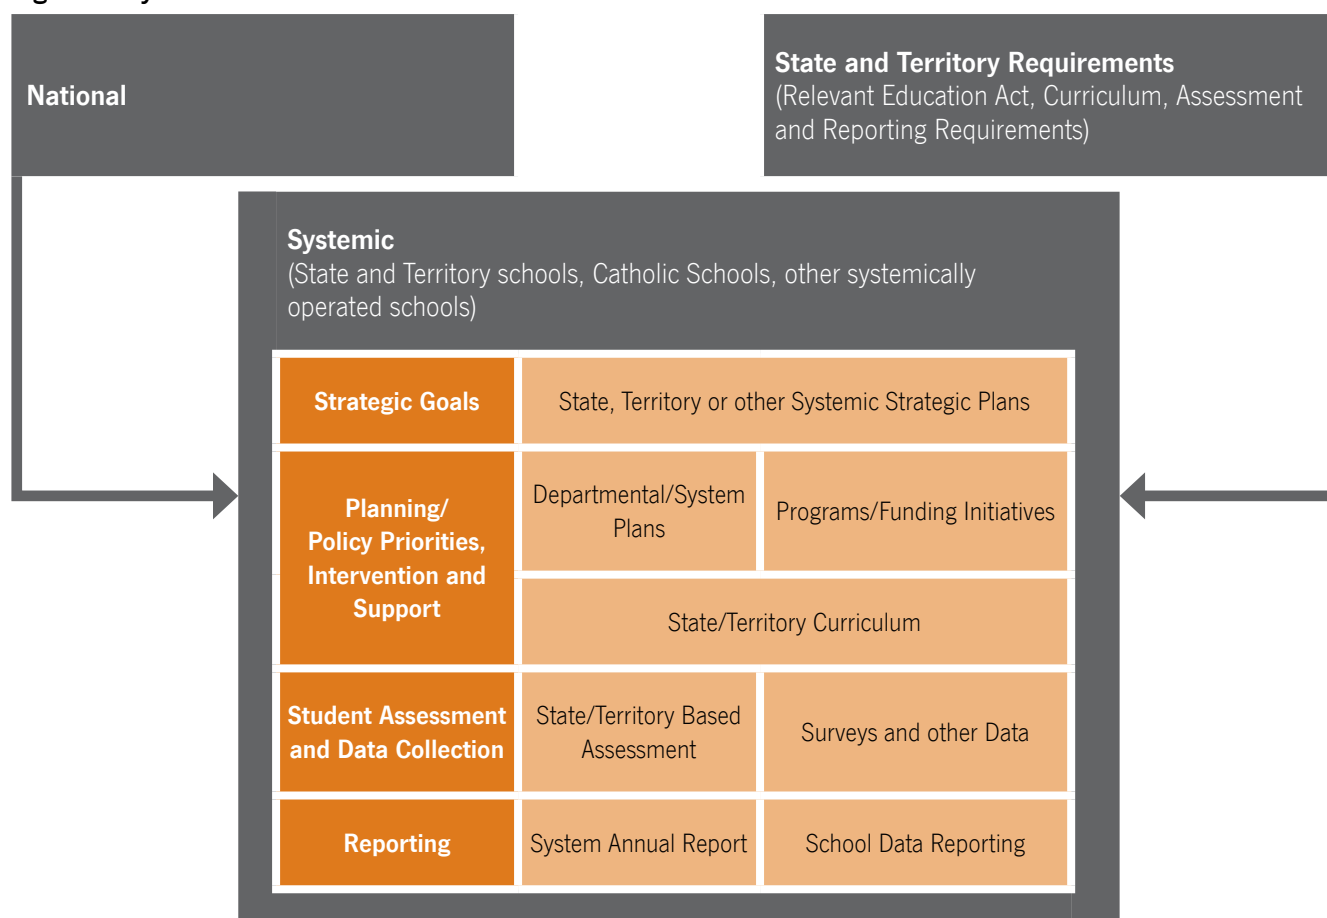 National
State and Territory Requirements
(Relevant Education Act, Curriculum, Assessment
and Reporting Requirements)
Systemic
(State and Territory schools, Catholic Schools, other systemically
operated schools)
Strategic Goals
State, Territory or other Systemic Strategic Plans
Planning/
Policy Priorities,
Intervention and
Support
Departmental/System
Plans
Programs/Funding Initiatives
State/Territory Curriculum
Student Assessment
and Data Collection
State/Territory Based
Assessment
Surveys and other Data
Reporting
System Annual Report
School Data Reporting